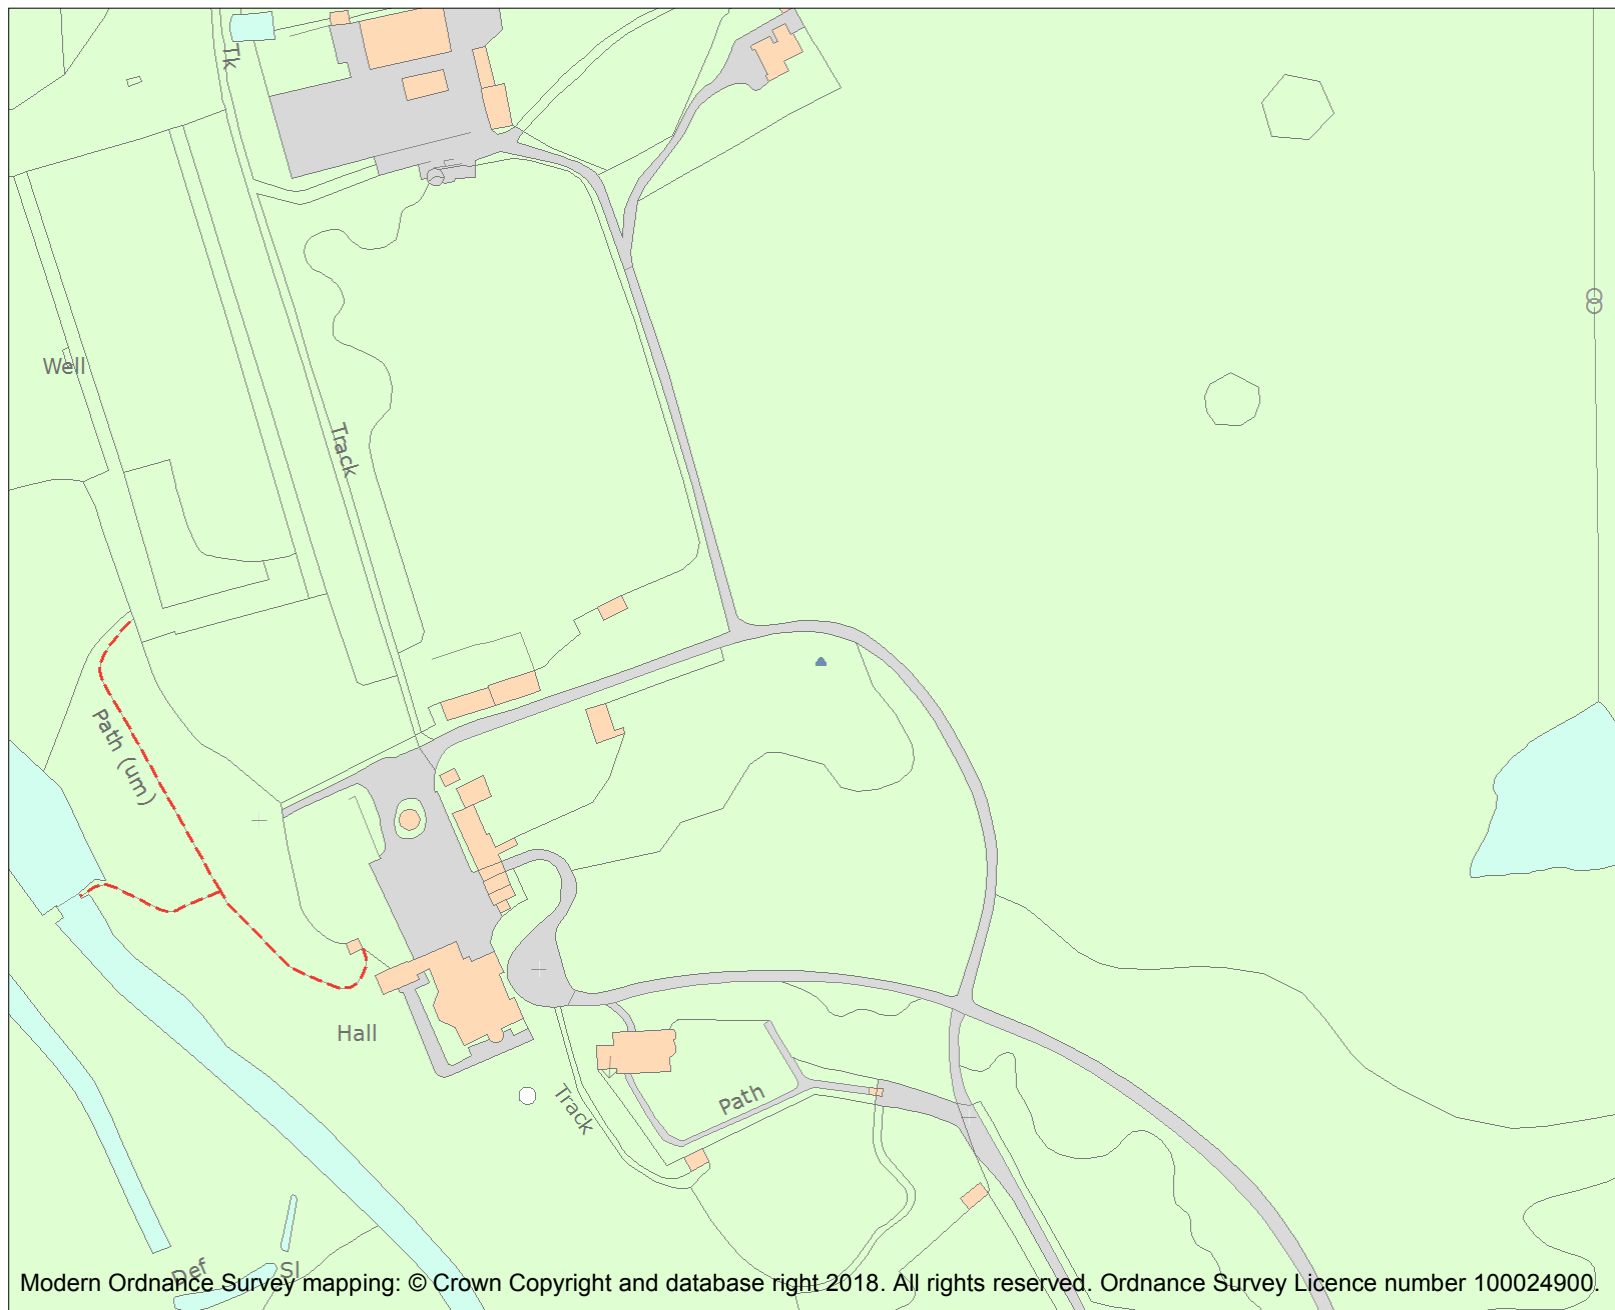 Tk
Well
Track
Path (um)
Hall
Track
Path
Def
Sl
Modern Ordnance Survey mapping: © Crown Copyright and database right 2018. All rights reserved. Ordnance Survey Licence number 100024900.